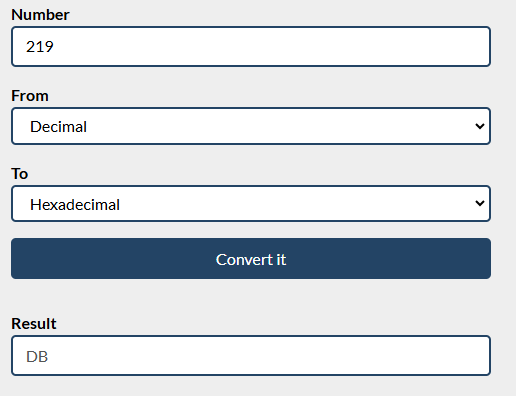 Number
219
From
Decimal
To
Hexadecimal
Convert it
Result
DB